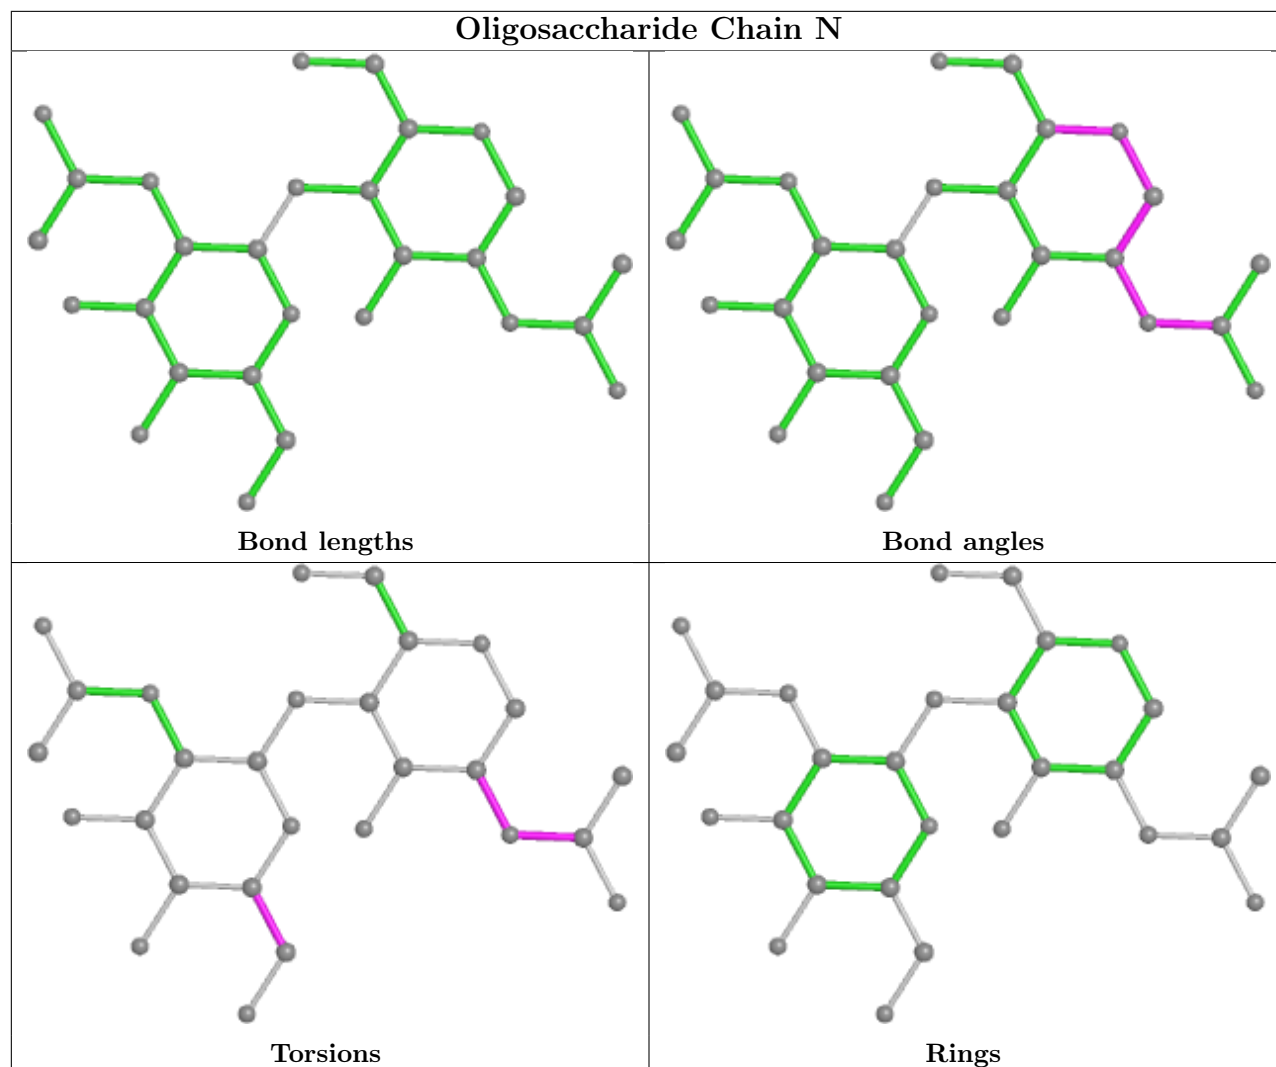 Oligosaccharide Chain N
Bond lengths
Bond angles
Torsions
Rings